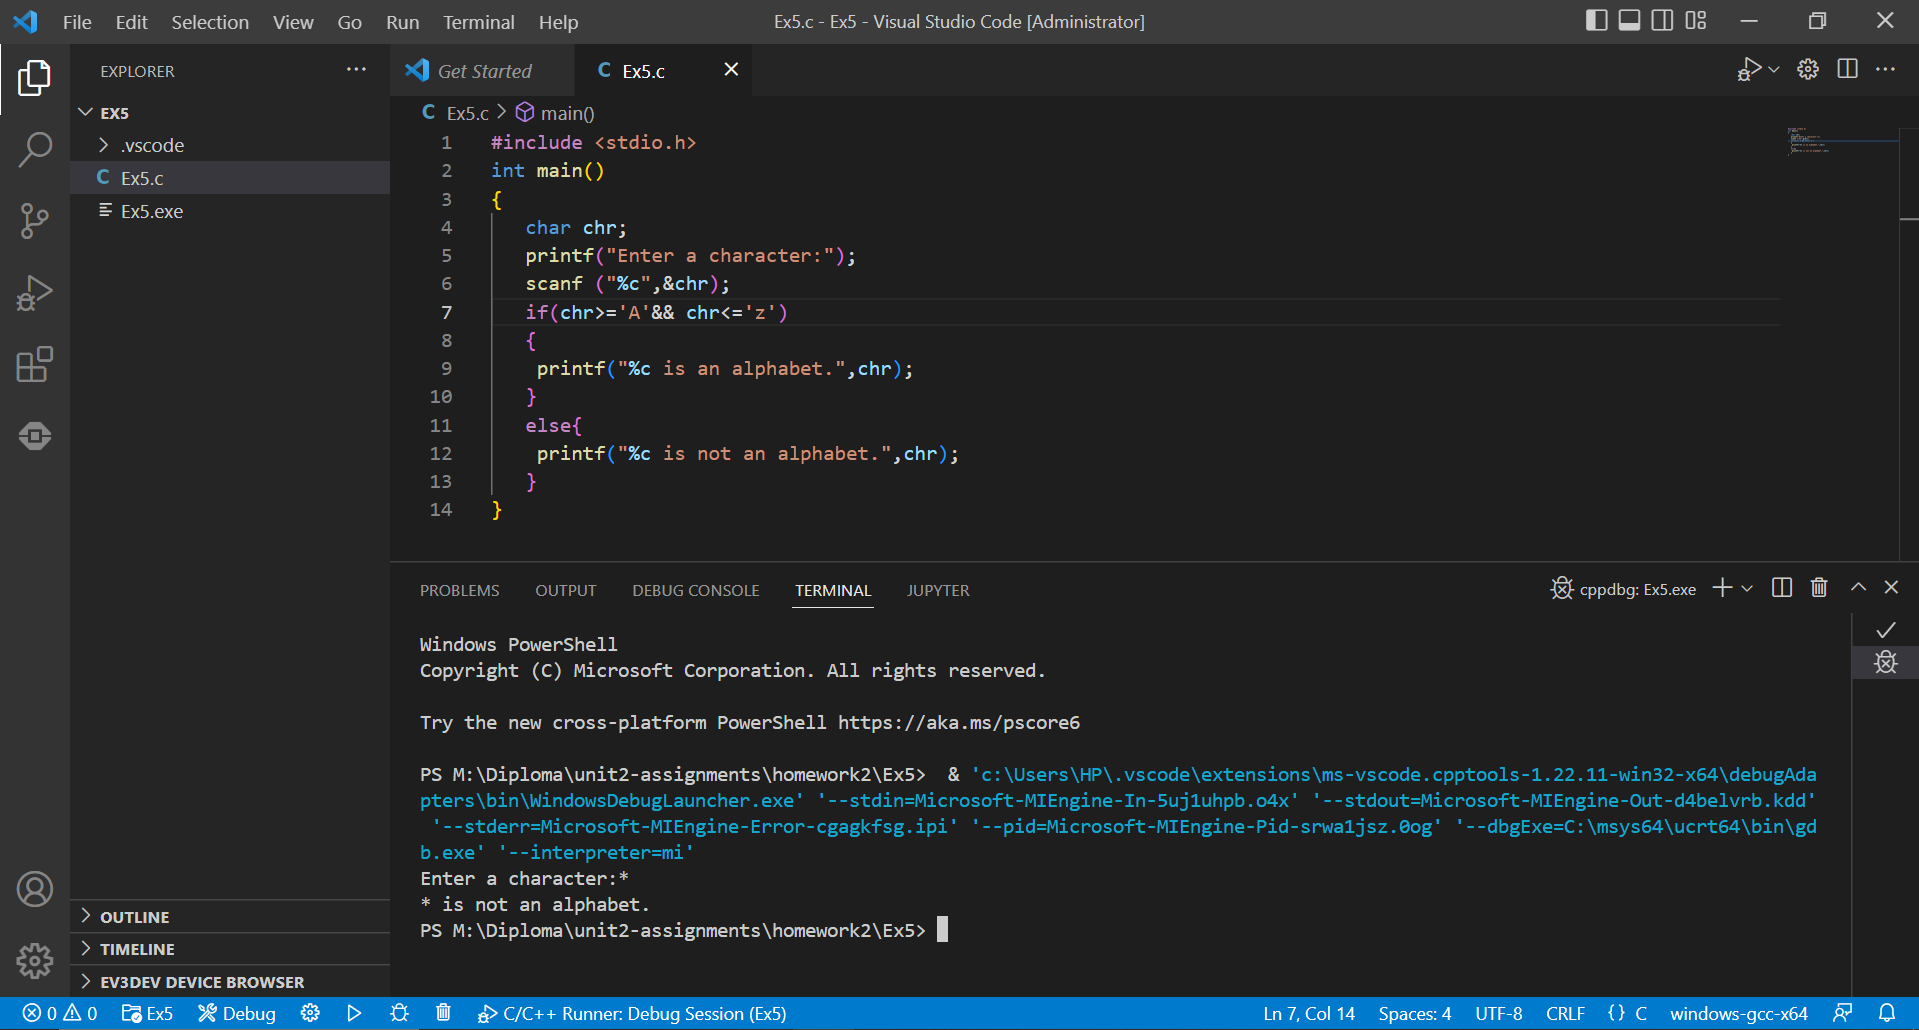 File Edit Selection View Go Run Terminal Help Ex5.c - Ex5 - Visual Studio Code [Administrator]
EXPLORER
EX5
.vscode
Ex5.c
Ex5.exe
OUTLINE
TIMELINE
EV3DEV DEVICE BROWSER
Get Started Ex5.c
Ex5.c > main()
1 #include <stdio.h>
2 int main()
3 {
4 char chr;
5 printf("Enter a character:");
6 scanf ("%c",&chr);
7 if(chr>='A'&& chr<='z')
8 {
9 printf("%c is an alphabet.",chr);
10 }
11 else{
12 printf("%c is not an alphabet.",chr);
13 }
14 }
PROBLEMS OUTPUT DEBUG CONSOLE TERMINAL JUPYTER cppdbg: Ex5.exe
Windows PowerShell
Copyright (C) Microsoft Corporation. All rights reserved.
Try the new cross-platform PowerShell https://aka.ms/pscore6
PS M:\Diploma\unit2-assignments\homework2\Ex5>  & 'c:\Users\HP\.vscode\extensions\ms-vscode.cpptools-1.22.11-win32-x64\debugAda
pters\bin\WindowsDebugLauncher.exe' '--stdin=Microsoft-MIEngine-In-5uj1uhpb.o4x' '--stdout=Microsoft-MIEngine-Out-d4belvrb.kdd'
'--stderr=Microsoft-MIEngine-Error-cgagkfsg.ipi' '--pid=Microsoft-MIEngine-Pid-srwa1jsz.0og' '--dbgExe=C:\msys64\ucrt64\bin\gd
b.exe' '--interpreter=mi'
Enter a character:*
* is not an alphabet.
PS M:\Diploma\unit2-assignments\homework2\Ex5>
0 0 Ex5 Debug C/C++ Runner: Debug Session (Ex5) Ln 7, Col 14 Spaces: 4 UTF-8 CRLF {} C windows-gcc-x64